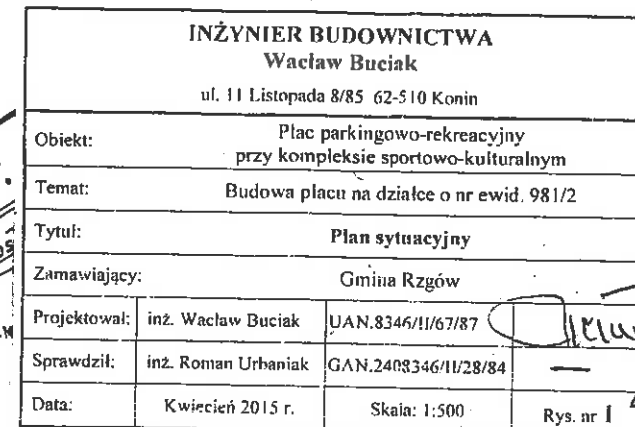 INŻYNIER BUDOWNICTWA
Wacław Buciak
ul. 11 Listopada 8/85 62-510 Konin
Obiekt: Plac parkingowo-rekreacyjny
przy kompleksie sportowo-kulturalnym
Temat: Budowa placu na działce o nr ewid. 981/2
Tytuł: Plan sytuacyjny
Zamawiający: Gmina Rzgów
Projektował: inż. Wacław Buciak UAN.8346/II/67/87
Sprawdził: inż. Roman Urbaniak GAN.2408346/II/28/84
Data: Kwiecień 2015 r. Skala: 1:500 Rys. nr 1